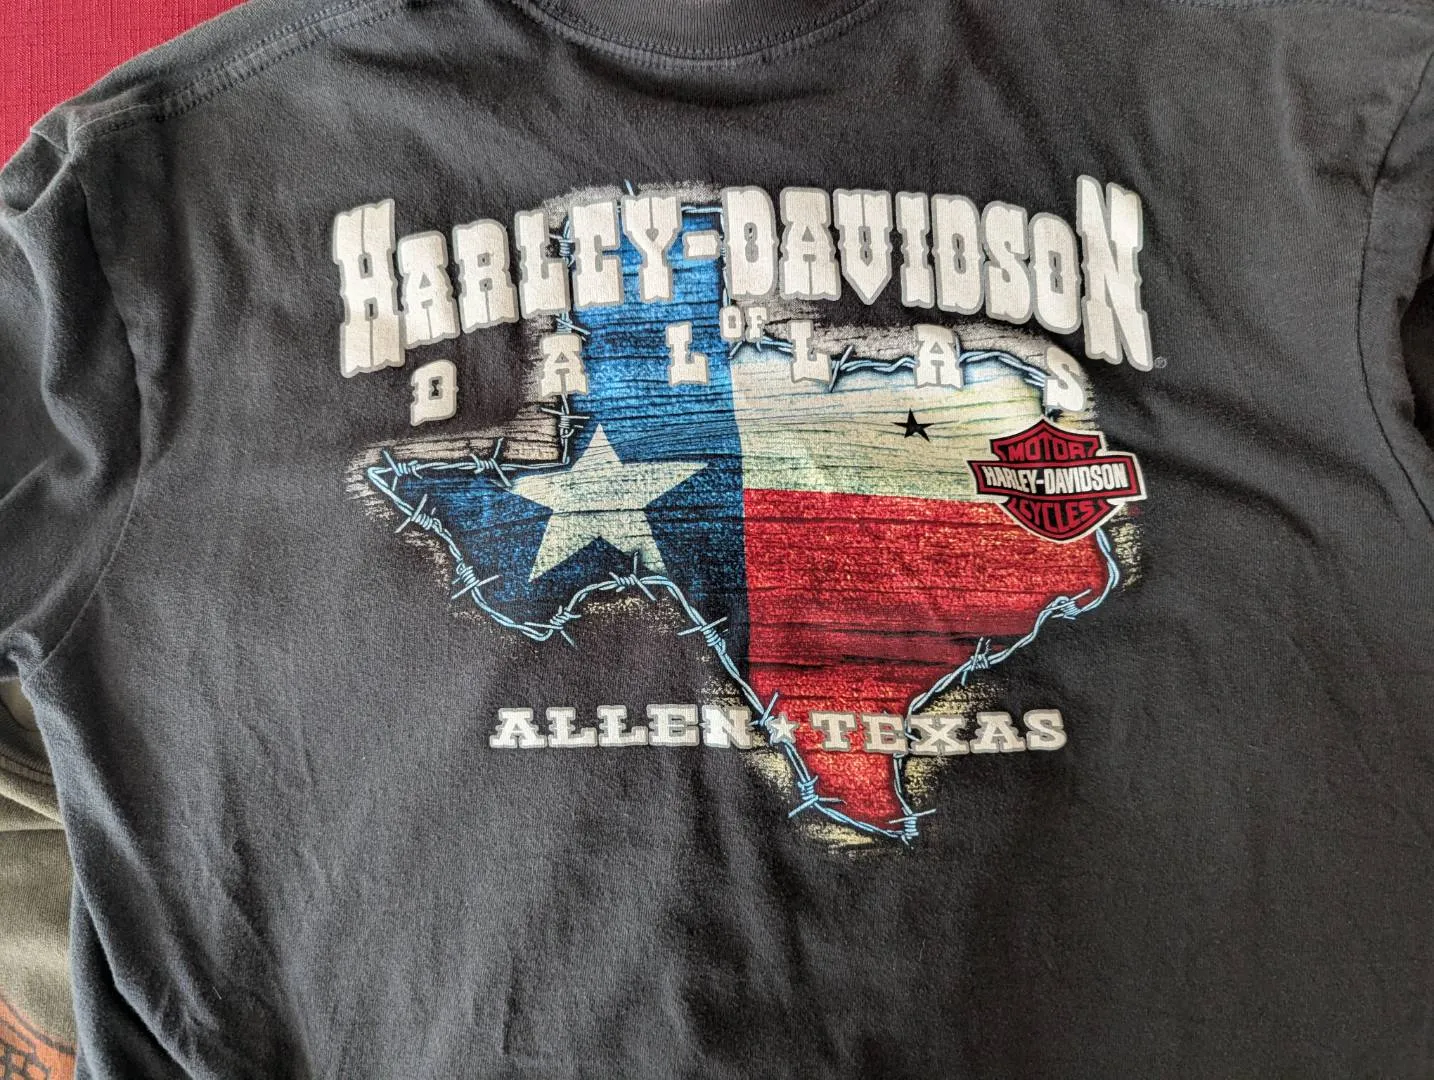 HARLEY-DAVIDSON
OF
DALLAS
MOTOR
HARLEY-DAVIDSON
CYCLES
ALLEN★TEXAS